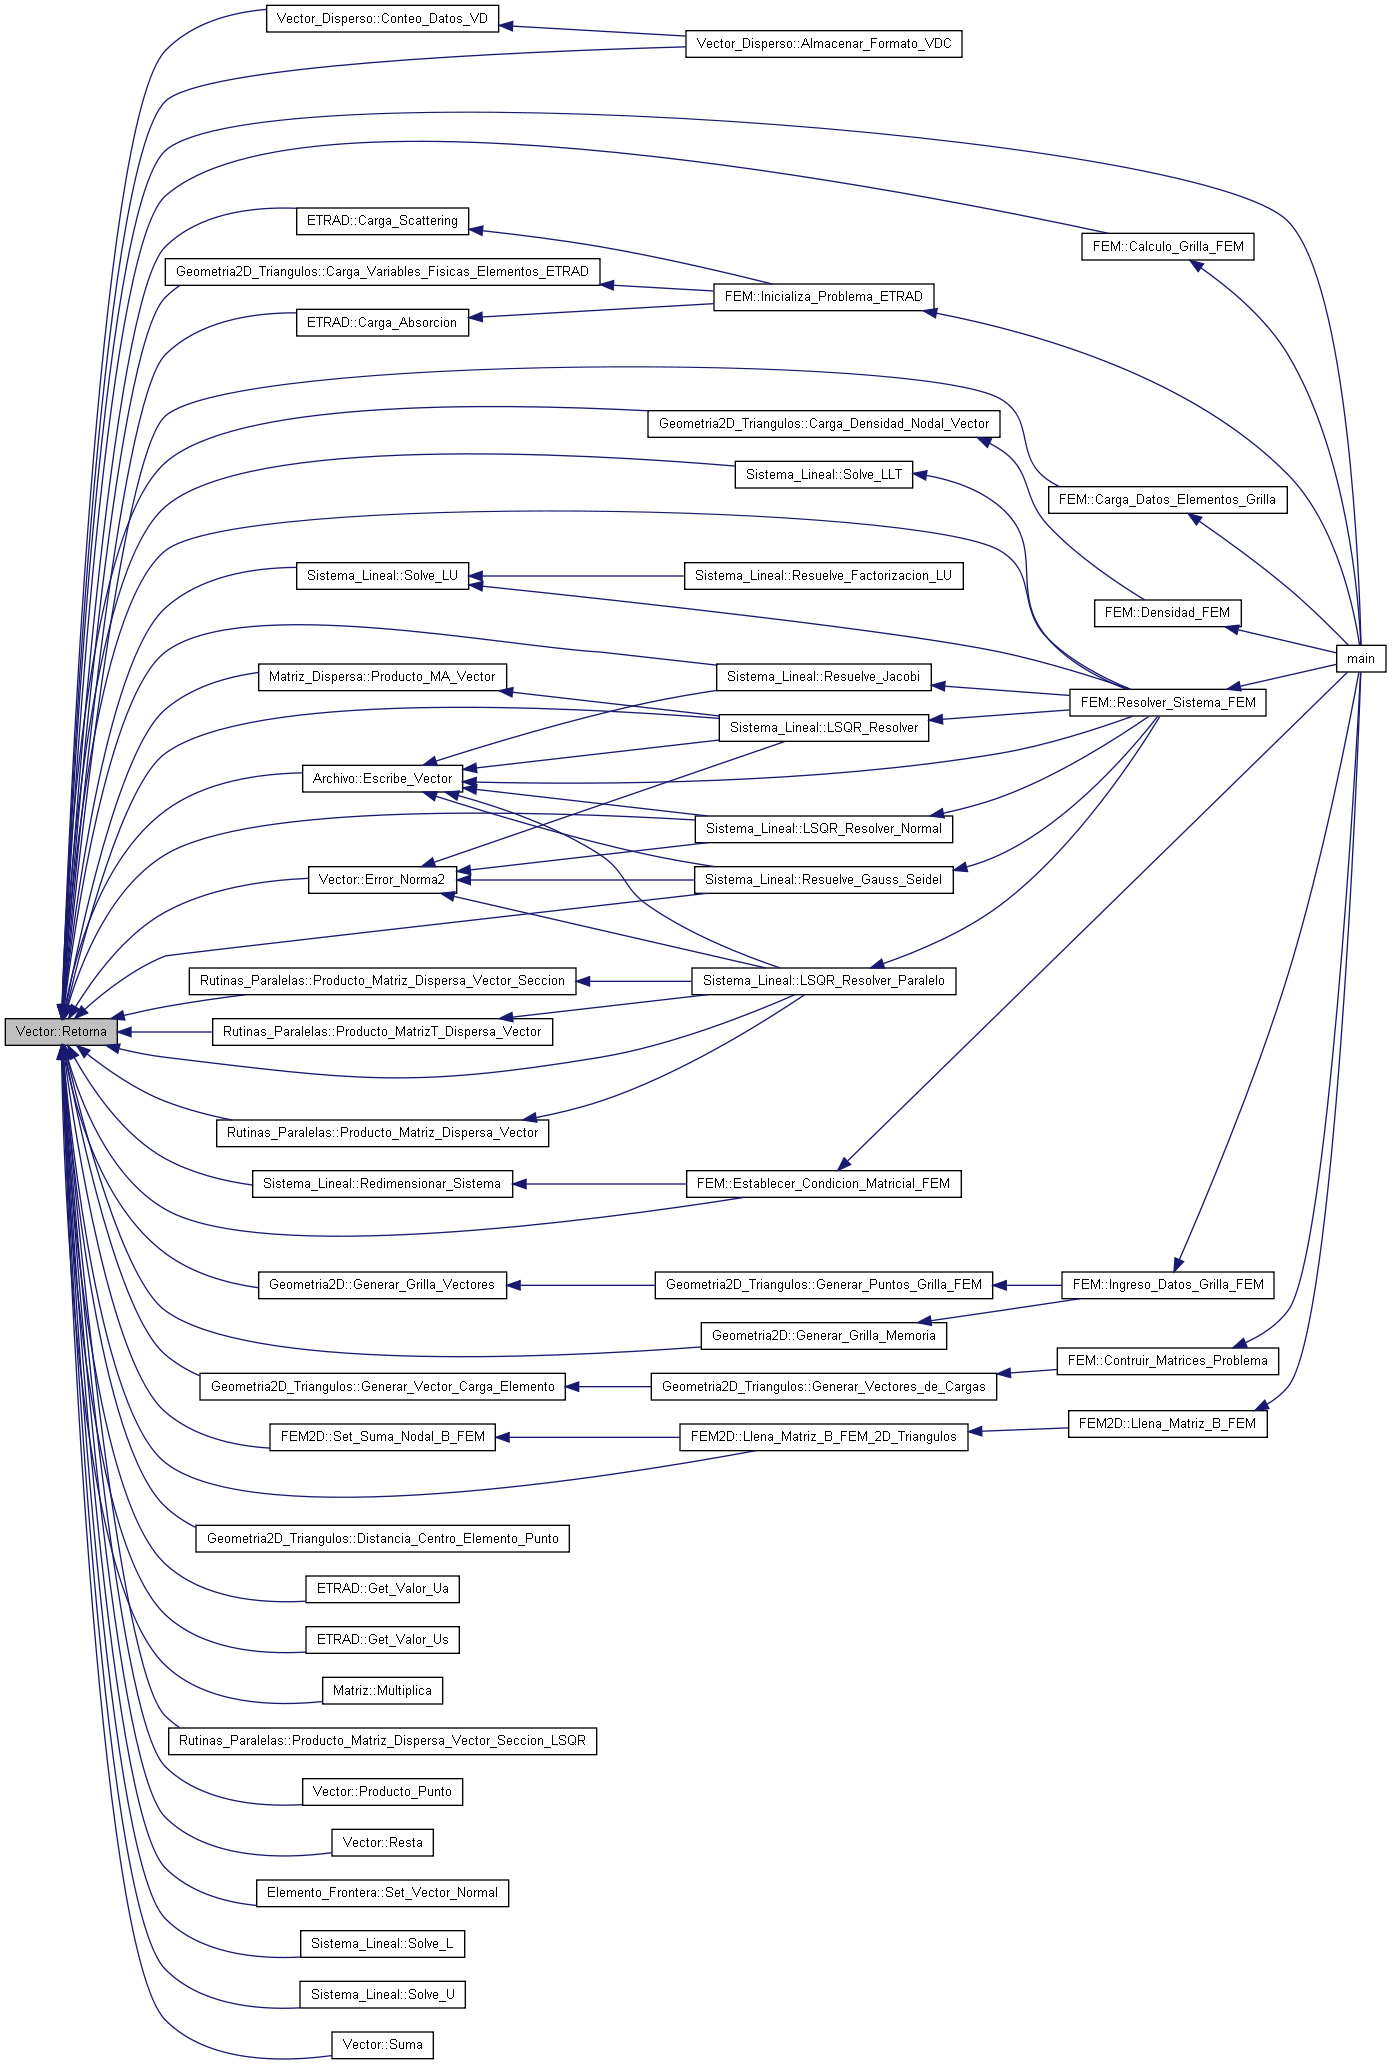 Vector_Disperso::Conteo_Datos_VD
Vector_Disperso::Almacenar_Formato_VDC
ETRAD::Carga_Scattering
FEM::Calculo_Grilla_FEM
Geometria2D_Triangulos::Carga_Variables_Fisicas_Elementos_ETRAD
FEM::Inicializa_Problema_ETRAD
ETRAD::Carga_Absorcion
Geometria2D_Triangulos::Carga_Densidad_Nodal_Vector
Sistema_Lineal::Solve_LLT
FEM::Carga_Datos_Elementos_Grilla
Sistema_Lineal::Solve_LU
Sistema_Lineal::Resuelve_Factorizacion_LU
FEM::Densidad_FEM
main
Matriz_Dispersa::Producto_MA_Vector
Sistema_Lineal::Resuelve_Jacobi
FEM::Resolver_Sistema_FEM
Sistema_Lineal::LSQR_Resolver
Archivo::Escribe_Vector
Sistema_Lineal::LSQR_Resolver_Normal
Vector::Error_Norma2
Sistema_Lineal::Resuelve_Gauss_Seidel
Rutinas_Paralelas::Producto_Matriz_Dispersa_Vector_Seccion
Sistema_Lineal::LSQR_Resolver_Paralelo
Vector::Retorna
Rutinas_Paralelas::Producto_MatrizT_Dispersa_Vector
Rutinas_Paralelas::Producto_Matriz_Dispersa_Vector
Sistema_Lineal::Redimensionar_Sistema
FEM::Establecer_Condicion_Matricial_FEM
Geometria2D::Generar_Grilla_Vectores
Geometria2D_Triangulos::Generar_Puntos_Grilla_FEM
FEM::Ingreso_Datos_Grilla_FEM
Geometria2D::Generar_Grilla_Memoria
FEM::Contruir_Matrices_Problema
Geometria2D_Triangulos::Generar_Vector_Carga_Elemento
Geometria2D_Triangulos::Generar_Vectores_de_Cargas
FEM2D::Llena_Matriz_B_FEM
FEM2D::Set_Suma_Nodal_B_FEM
FEM2D::Llena_Matriz_B_FEM_2D_Triangulos
Geometria2D_Triangulos::Distancia_Centro_Elemento_Punto
ETRAD::Get_Valor_Ua
ETRAD::Get_Valor_Us
Matriz::Multiplica
Rutinas_Paralelas::Producto_Matriz_Dispersa_Vector_Seccion_LSQR
Vector::Producto_Punto
Vector::Resta
Elemento_Frontera::Set_Vector_Normal
Sistema_Lineal::Solve_L
Sistema_Lineal::Solve_U
Vector::Suma